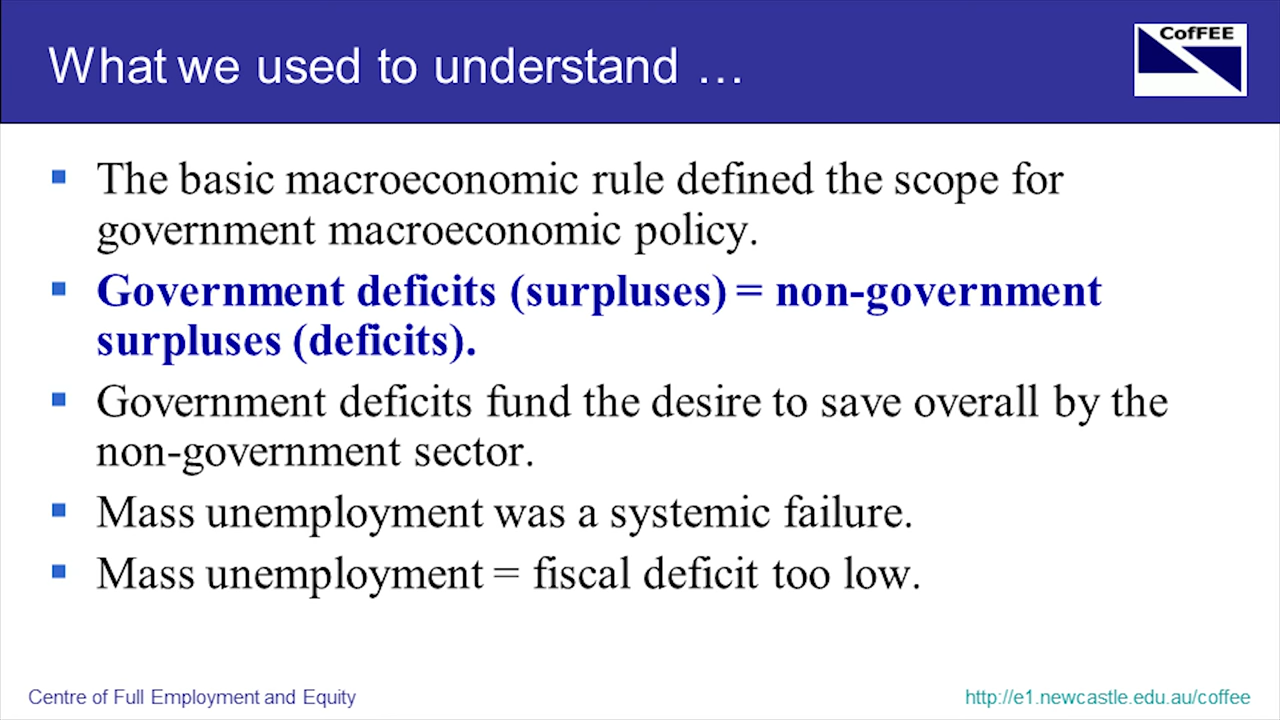 What we used to understand …
CofFEE
▪ The basic macroeconomic rule defined the scope for
government macroeconomic policy.
▪ Government deficits (surpluses) = non-government
surpluses (deficits).
▪ Government deficits fund the desire to save overall by the
non-government sector.
▪ Mass unemployment was a systemic failure.
▪ Mass unemployment = fiscal deficit too low.
Centre of Full Employment and Equity
http://e1.newcastle.edu.au/coffee